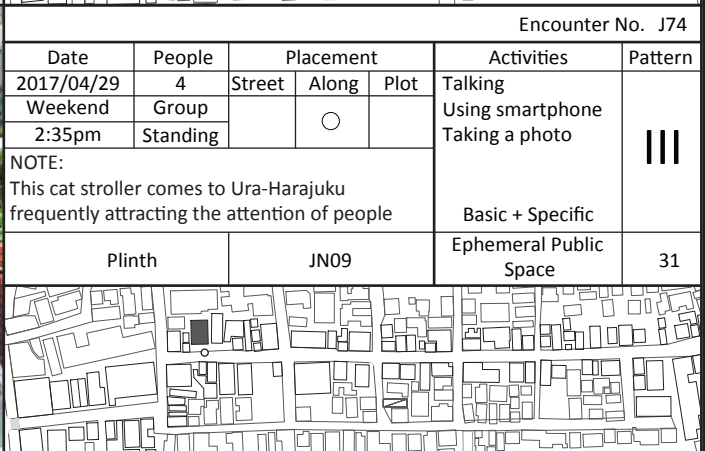 Encounter No. J74
Date People Placement Activities Pattern
2017/04/29 4 Street Along Plot Talking
Weekend Group Using smartphone
2:35pm Standing Taking a photo
III
NOTE:
This cat stroller comes to Ura-Harajuku
frequently attracting the attention of people Basic + Specific
Plinth JN09 Ephemeral Public
Space 31